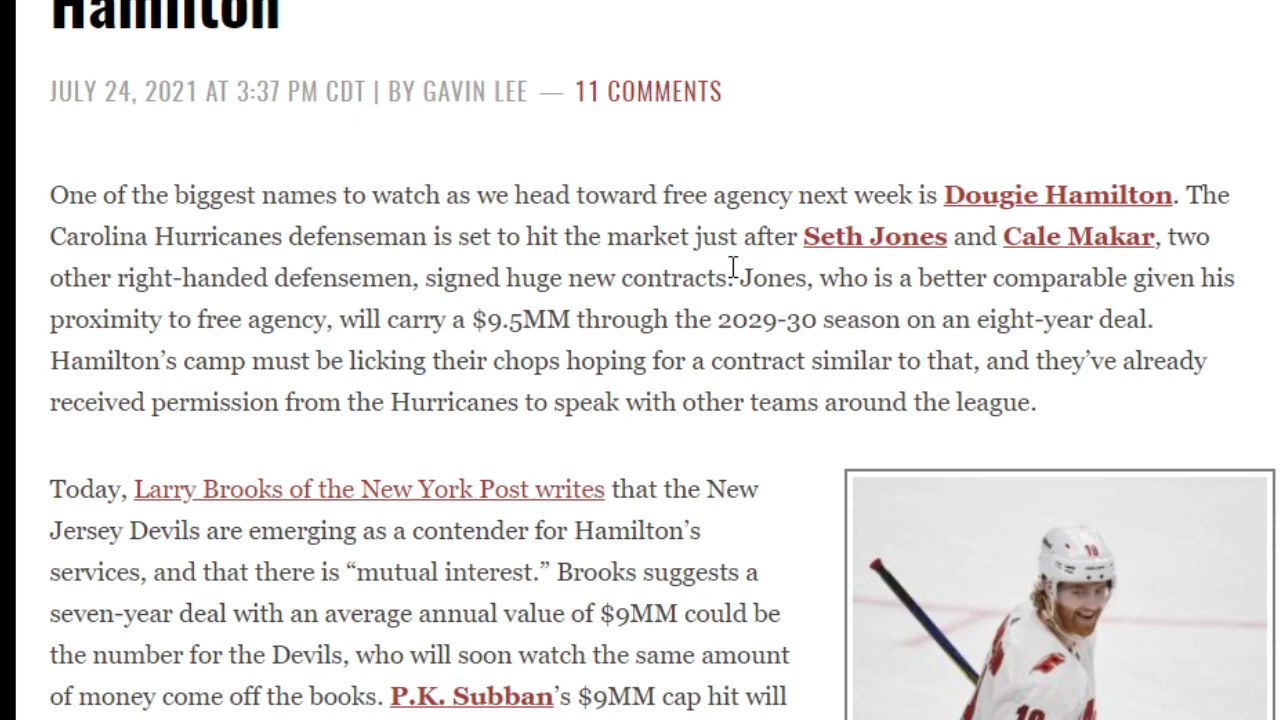 Hamilton
JULY 24, 2021 AT 3:37 PM CDT | BY GAVIN LEE — 11 COMMENTS
One of the biggest names to watch as we head toward free agency next week is Dougie Hamilton. The
Carolina Hurricanes defenseman is set to hit the market just after Seth Jones and Cale Makar, two
other right-handed defensemen, signed huge new contracts. Jones, who is a better comparable given his
proximity to free agency, will carry a $9.5MM through the 2029-30 season on an eight-year deal.
Hamilton’s camp must be licking their chops hoping for a contract similar to that, and they’ve already
received permission from the Hurricanes to speak with other teams around the league.
Today, Larry Brooks of the New York Post writes that the New
Jersey Devils are emerging as a contender for Hamilton’s
services, and that there is “mutual interest.” Brooks suggests a
seven-year deal with an average annual value of $9MM could be
the number for the Devils, who will soon watch the same amount
of money come off the books. P.K. Subban’s $9MM cap hit will
19
19